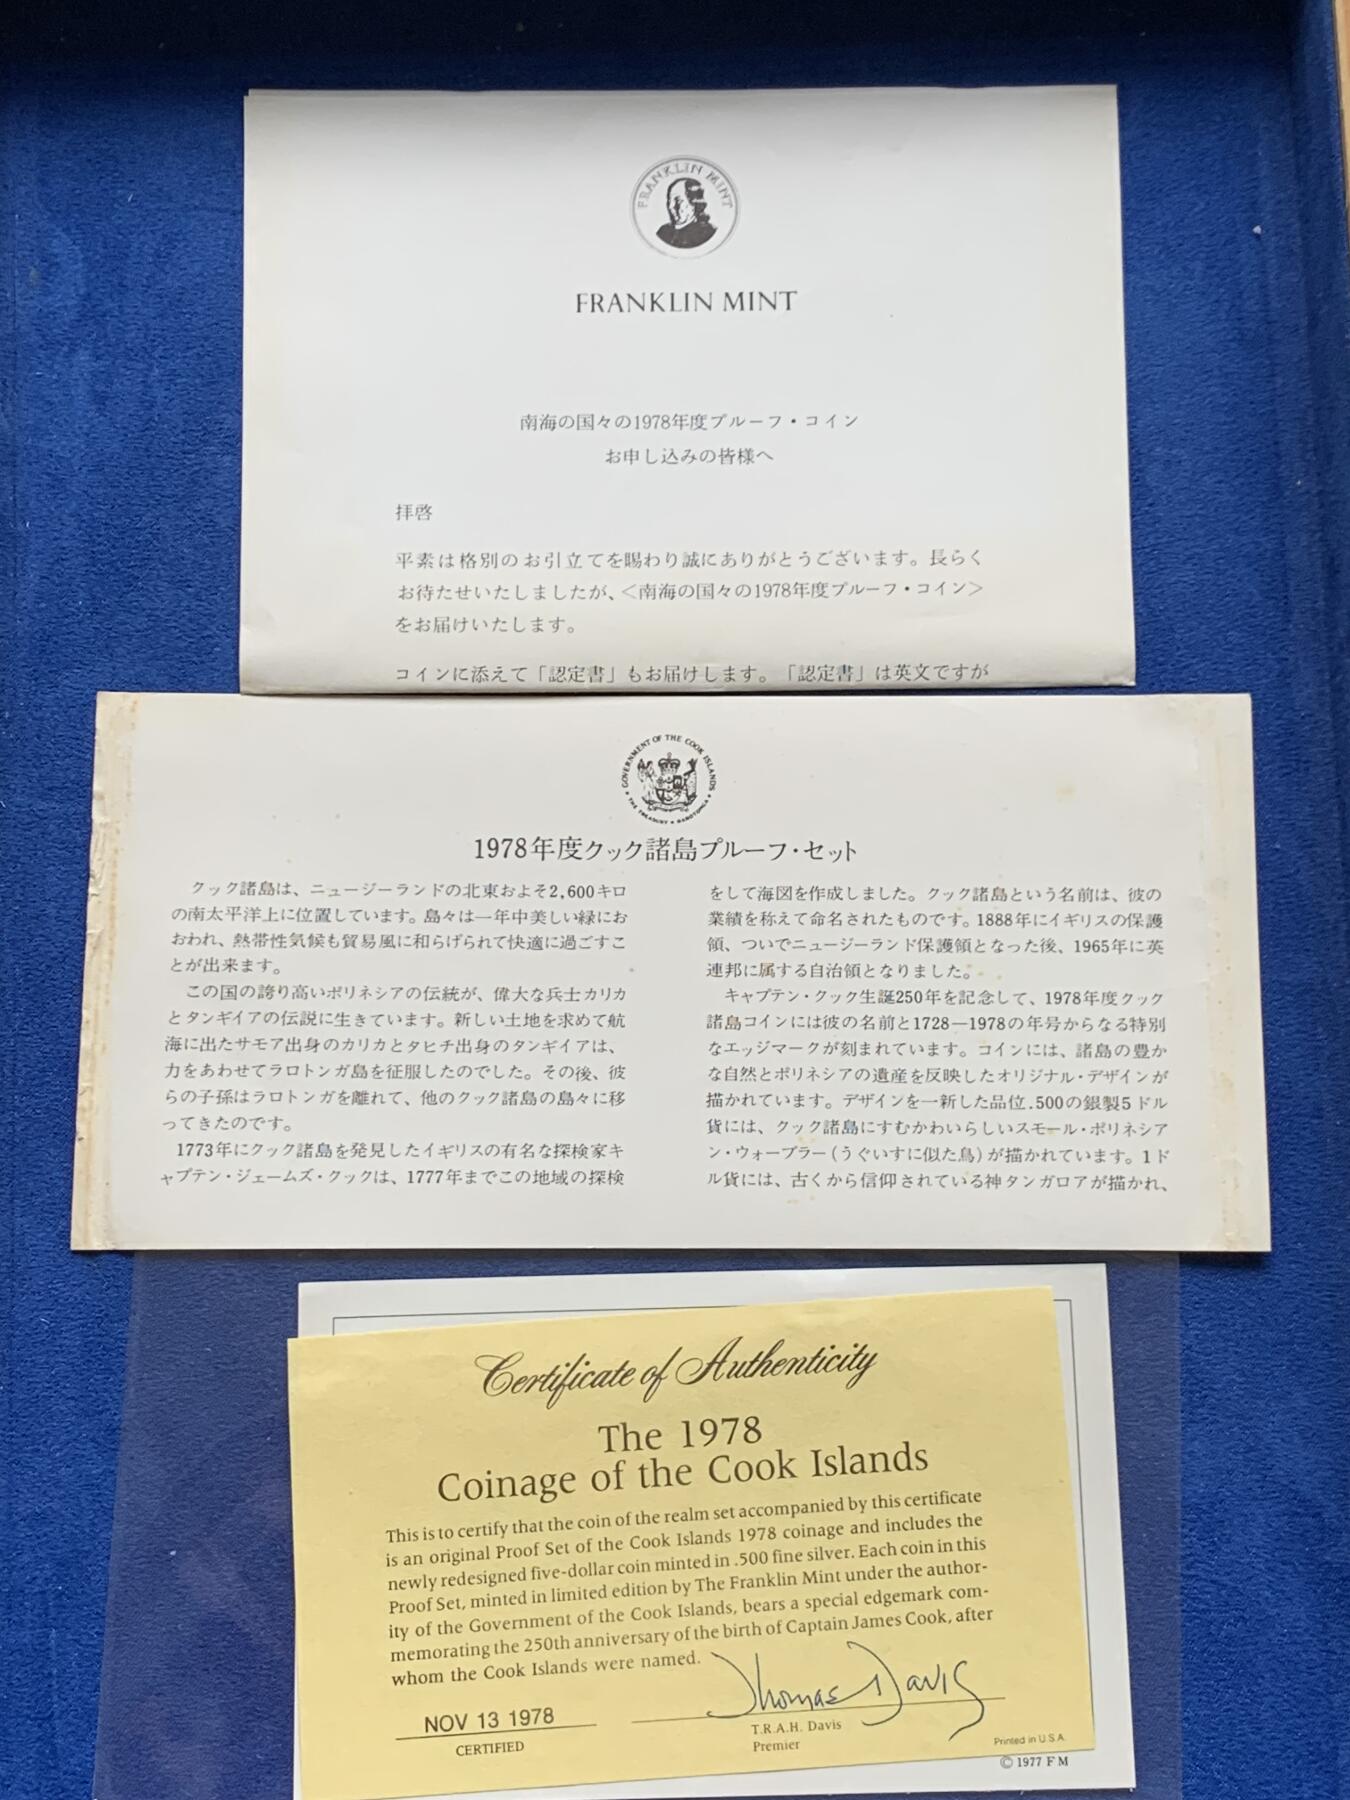 FRANKLIN MINT
FRANKLIN MINT
南海の国々の1978年度プルーフ・コイン
お申し込みの皆様へ
拝啓
平素は格別のお引立てを賜わり誠にありがとうございます。長らく
お待たせいたしましたが、＜南海の国々の1978年度プルーフ・コイン＞
をお届けいたします。
コインに添えて「認定書」もお届けします。「認定書」は英文ですが
GOVERNMENT OF THE COOK ISLANDS
THE TREASURY • RAROTONGA
1978年度クック諸島プルーフ・セット
クック諸島は、ニュージーランドの北東およそ2,600キロ
の南太平洋上に位置しています。島々は一年中美しい緑にお
おわれ、熱帯性気候も貿易風に和らげられて快適に過ごすこ
とが出来ます。
この国の誇り高いポリネシアの伝統が、偉大な兵士カリカ
とタンギイアの伝説に生きています。新しい土地を求めて航
海に出たサモア出身のカリカとタヒチ出身のタンギイアは、
力をあわせてラロトンガ島を征服したのでした。その後、彼
らの子孫はラロトンガを離れて、他のクック諸島の島々に移
ってきたのです。
1773年にクック諸島を発見したイギリスの有名な探検家キ
ャプテン・ジェームズ・クックは、1777年までこの地域の探検
をして海図を作成しました。クック諸島という名前は、彼の
業績を称えて命名されたものです。1888年にイギリスの保護
領、ついでニュージーランド保護領となった後、1965年に英
連邦に属する自治領となりました。
キャプテン・クック生誕250年を記念して、1978年度クック
諸島コインには彼の名前と1728—1978の年号からなる特別
なエッジマークが刻まれています。コインには、諸島の豊か
な自然とポリネシアの遺産を反映したオリジナル・デザインが
描かれています。デザインを一新した品位.500の銀製5ドル
貨には、クック諸島にすむかわいらしいスモール・ポリネシア
ン・ウォーブラー（うぐいすに似た鳥）が描かれています。1ド
ル貨には、古くから信仰されている神タンガロアが描かれ、
Certificate of Authenticity
The 1978
Coinage of the Cook Islands
This is to certify that the coin of the realm set accompanied by this certificate
is an original Proof Set of the Cook Islands 1978 coinage and includes the
newly redesigned five-dollar coin minted in .500 fine silver. Each coin in this
Proof Set, minted in limited edition by The Franklin Mint under the author-
ity of the Government of the Cook Islands, bears a special edgemark com-
memorating the 250th anniversary of the birth of Captain James Cook, after
whom the Cook Islands were named.
Thomas Davis
NOV 13 1978
CERTIFIED
T.R.A.H. Davis
Premier
Printed in U.S.A.
© 1977 F M